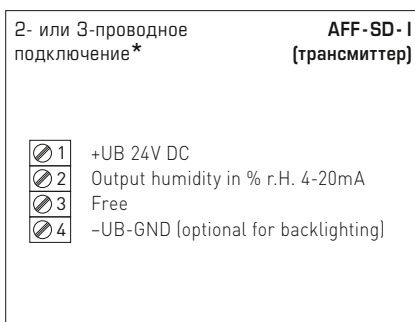 2- или 3-проводное AFF-SD-I
подключение* (трансмиттер)
1 +UB 24V DC
2 Output humidity in % r.H. 4-20mA
3 Free
4 –UB-GND (optional for backlighting)